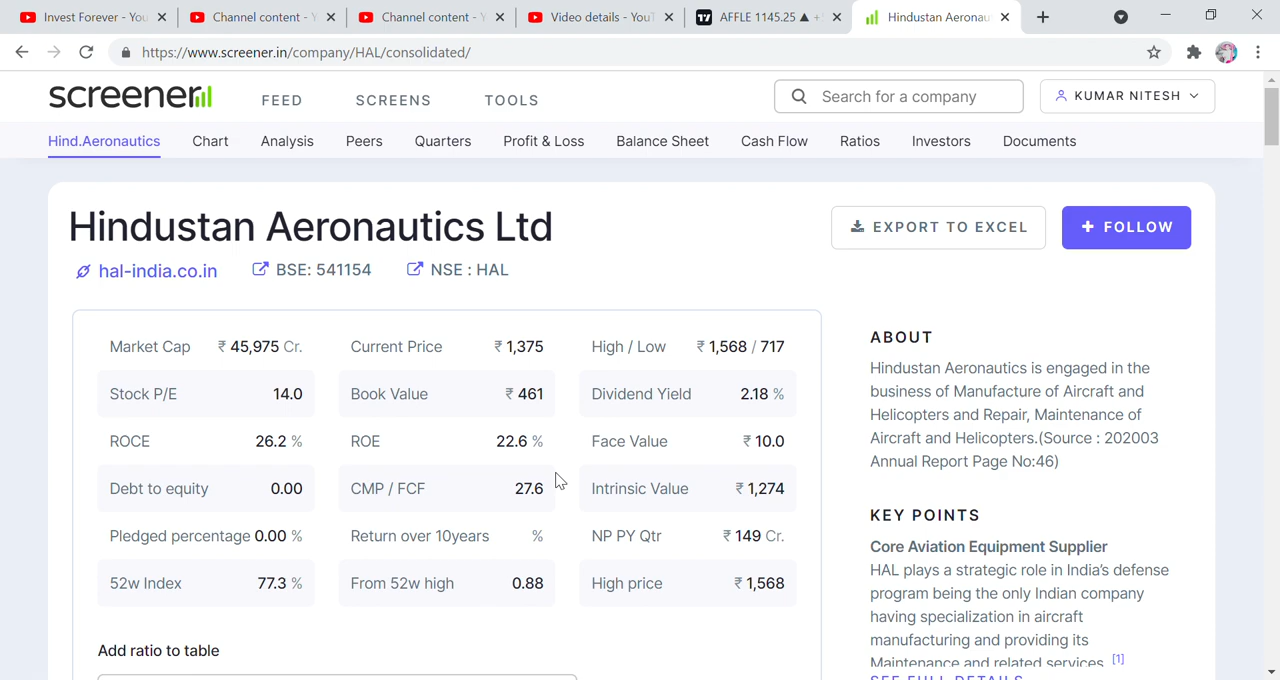 Invest Forever - You
Channel content - Y
Channel content - Y
Video details - YouT
AFFLE 1145.25 ▲ +
Hindustan Aeronau
https://www.screener.in/company/HAL/consolidated/
screener
FEED
SCREENS
TOOLS
Search for a company
KUMAR NITESH
Hind.Aeronautics
Chart
Analysis
Peers
Quarters
Profit & Loss
Balance Sheet
Cash Flow
Ratios
Investors
Documents
Hindustan Aeronautics Ltd
EXPORT TO EXCEL
+ FOLLOW
hal-india.co.in
BSE: 541154
NSE : HAL
Market Cap ₹ 45,975 Cr.
Current Price ₹ 1,375
High / Low ₹ 1,568 / 717
Stock P/E 14.0
Book Value ₹ 461
Dividend Yield 2.18 %
ROCE 26.2 %
ROE 22.6 %
Face Value ₹ 10.0
Debt to equity 0.00
CMP / FCF 27.6
Intrinsic Value ₹ 1,274
Pledged percentage 0.00 %
Return over 10years %
NP PY Qtr ₹ 149 Cr.
52w Index 77.3 %
From 52w high 0.88
High price ₹ 1,568
Add ratio to table
ABOUT
Hindustan Aeronautics is engaged in the
business of Manufacture of Aircraft and
Helicopters and Repair, Maintenance of
Aircraft and Helicopters.(Source : 202003
Annual Report Page No:46)
KEY POINTS
Core Aviation Equipment Supplier
HAL plays a strategic role in India's defense
program being the only Indian company
having specialization in aircraft
manufacturing and providing its
Maintenance and related services [1]
SEE FULL DETAILS